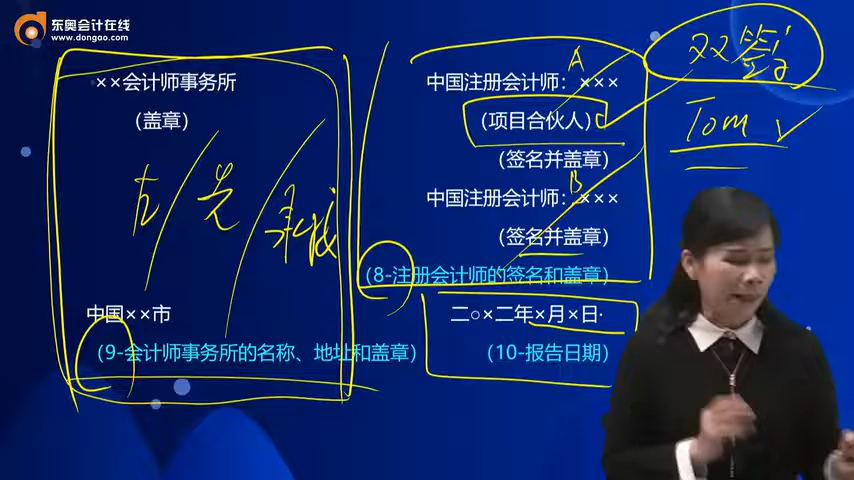 东奥会计在线
www.dongao.com
××会计师事务所
(盖章)
中国××市
(9-会计师事务所的名称、地址和盖章)
A
中国注册会计师：×××
(项目合伙人)
(签名并盖章)
B
中国注册会计师：×××
(签名并盖章)
(8-注册会计师的签名和盖章)
二○×二年×月×日
(10-报告日期)
Tom